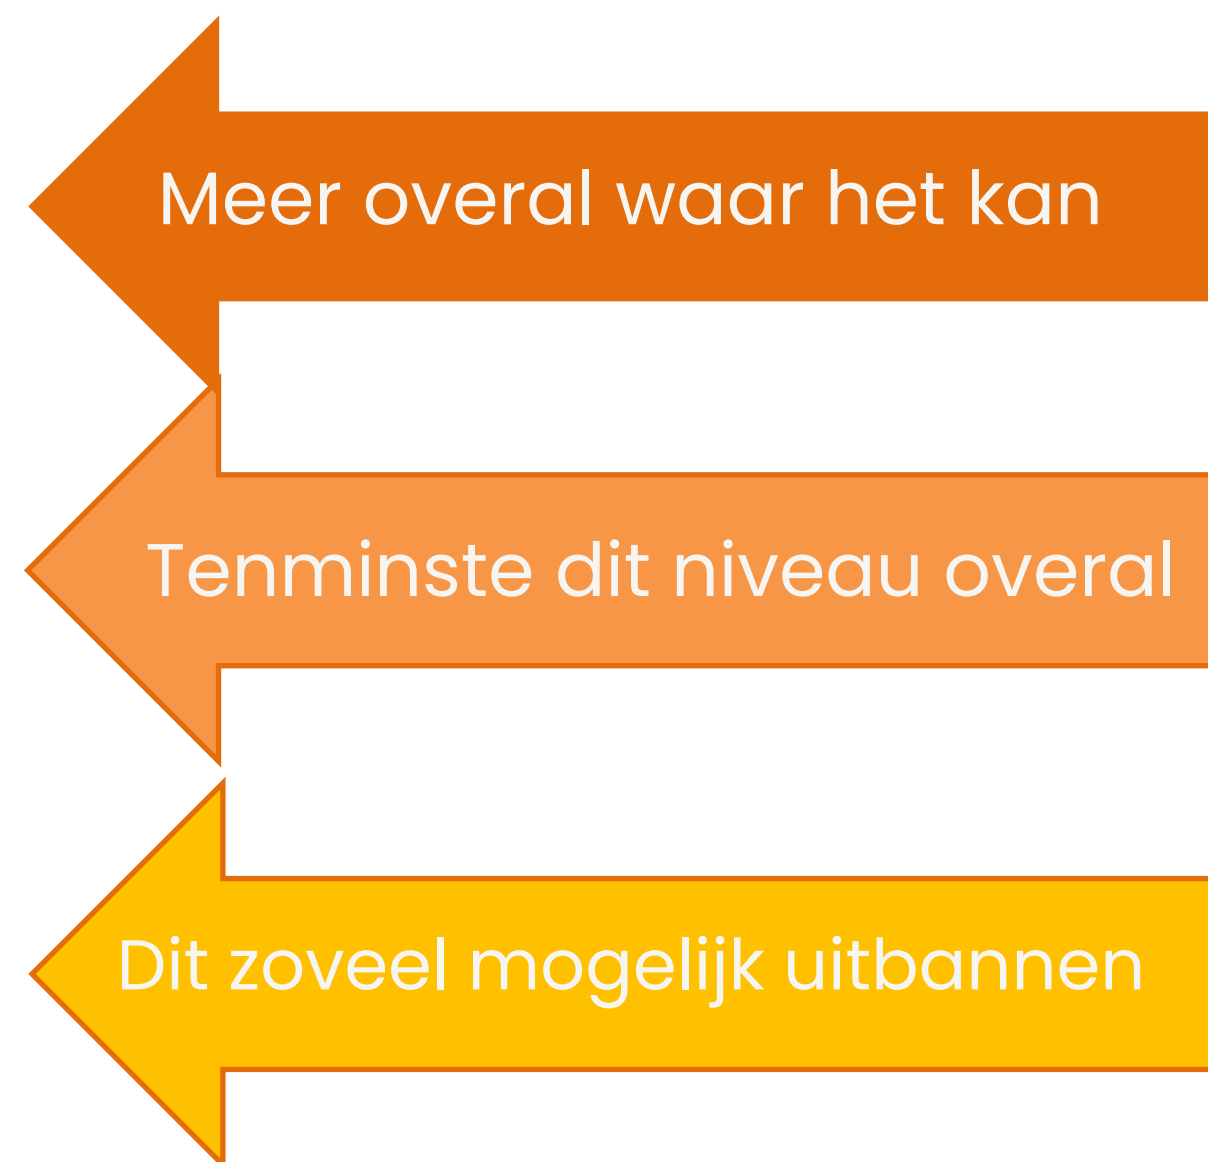 Meer overal waar het kan
Tenminste dit niveau overal
Dit zoveel mogelijk uitbannen